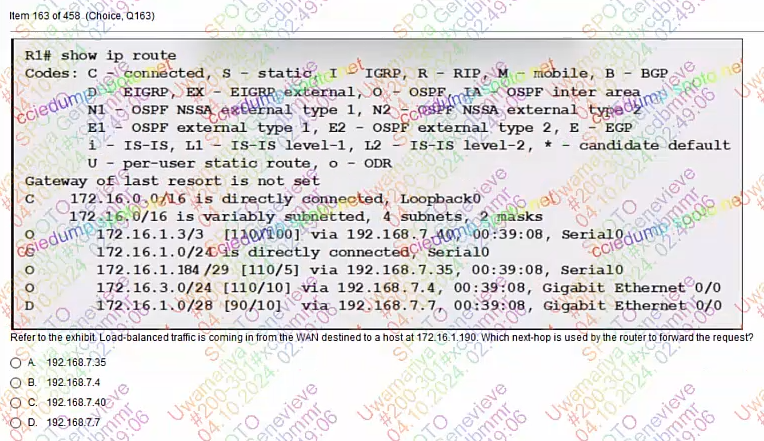 Item 163 of 458 (Choice, Q163)
R1# show ip route
Codes: C - connected, S - static, I - IGRP, R - RIP, M - mobile, B - BGP
D - EIGRP, EX - EIGRP external, O - OSPF, IA - OSPF inter area
N1 - OSPF NSSA external type 1, N2 - OSPF NSSA external type 2
E1 - OSPF external type 1, E2 - OSPF external type 2, E - EGP
i - IS-IS, L1 - IS-IS level-1, L2 - IS-IS level-2, * - candidate default
U - per-user static route, o - ODR
Gateway of last resort is not set
C 172.16.0.0/16 is directly connected, Loopback0
172.16.0/16 is variably subnetted, 4 subnets, 2 masks
O 172.16.1.3/3 [110/100] via 192.168.7.40, 00:39:08, Serial0
C 172.16.1.0/24 is directly connected, Serial0
O 172.16.1.184/29 [110/5] via 192.168.7.35, 00:39:08, Serial0
O 172.16.3.0/24 [110/10] via 192.168.7.4, 00:39:08, Gigabit Ethernet 0/0
D 172.16.1.0/28 [90/10] via 192.168.7.7, 00:39:08, Gigabit Ethernet 0/0
Refer to the exhibit. Load-balanced traffic is coming in from the WAN destined to a host at 172.16.1.190. Which next-hop is used by the router to forward the request?
A. 192.168.7.35
B. 192.168.7.4
C. 192.168.7.40
D. 192.168.7.7